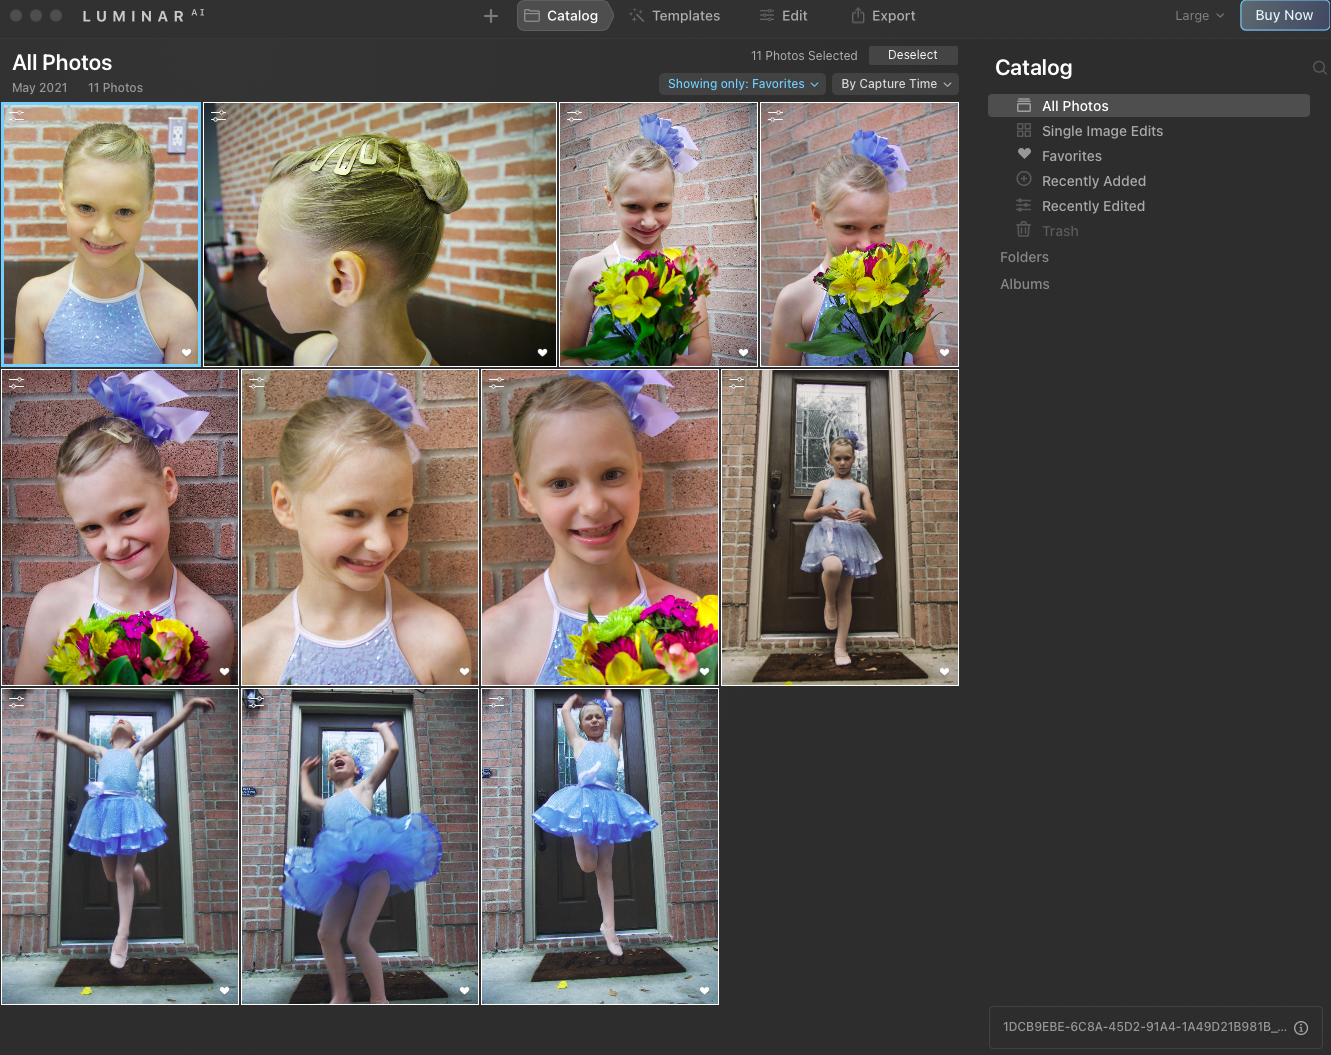 LUMINAR AI
Catalog
Templates
Edit
Export
Large
Buy Now
All Photos
11 Photos Selected
Deselect
May 2021
11 Photos
Showing only: Favorites
By Capture Time
Catalog
All Photos
Single Image Edits
Favorites
Recently Added
Recently Edited
Trash
Folders
Albums
1DCB9EBE-6C8A-45D2-91A4-1A49D21B981B_...